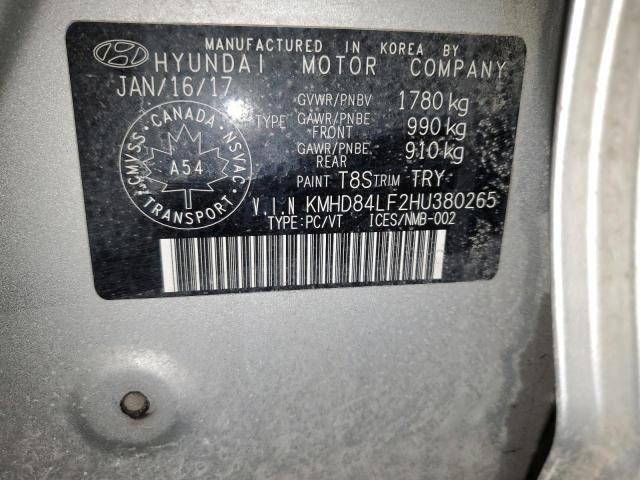 MANUFACTURED IN KOREA BY
HYUNDAI MOTOR COMPANY
JAN/16/17
GVWR/PNBV 1780 kg
TYPE GAWR/PNBE FRONT 990 kg
GAWR/PNBE REAR 910 kg
CMVSS · CANADA · NSVAC
A54
TRANSPORT
PAINT T8S TRIM TRY
V.I.N KMHD84LF2HU380265
TYPE:PC/VT ICES/NMB-002